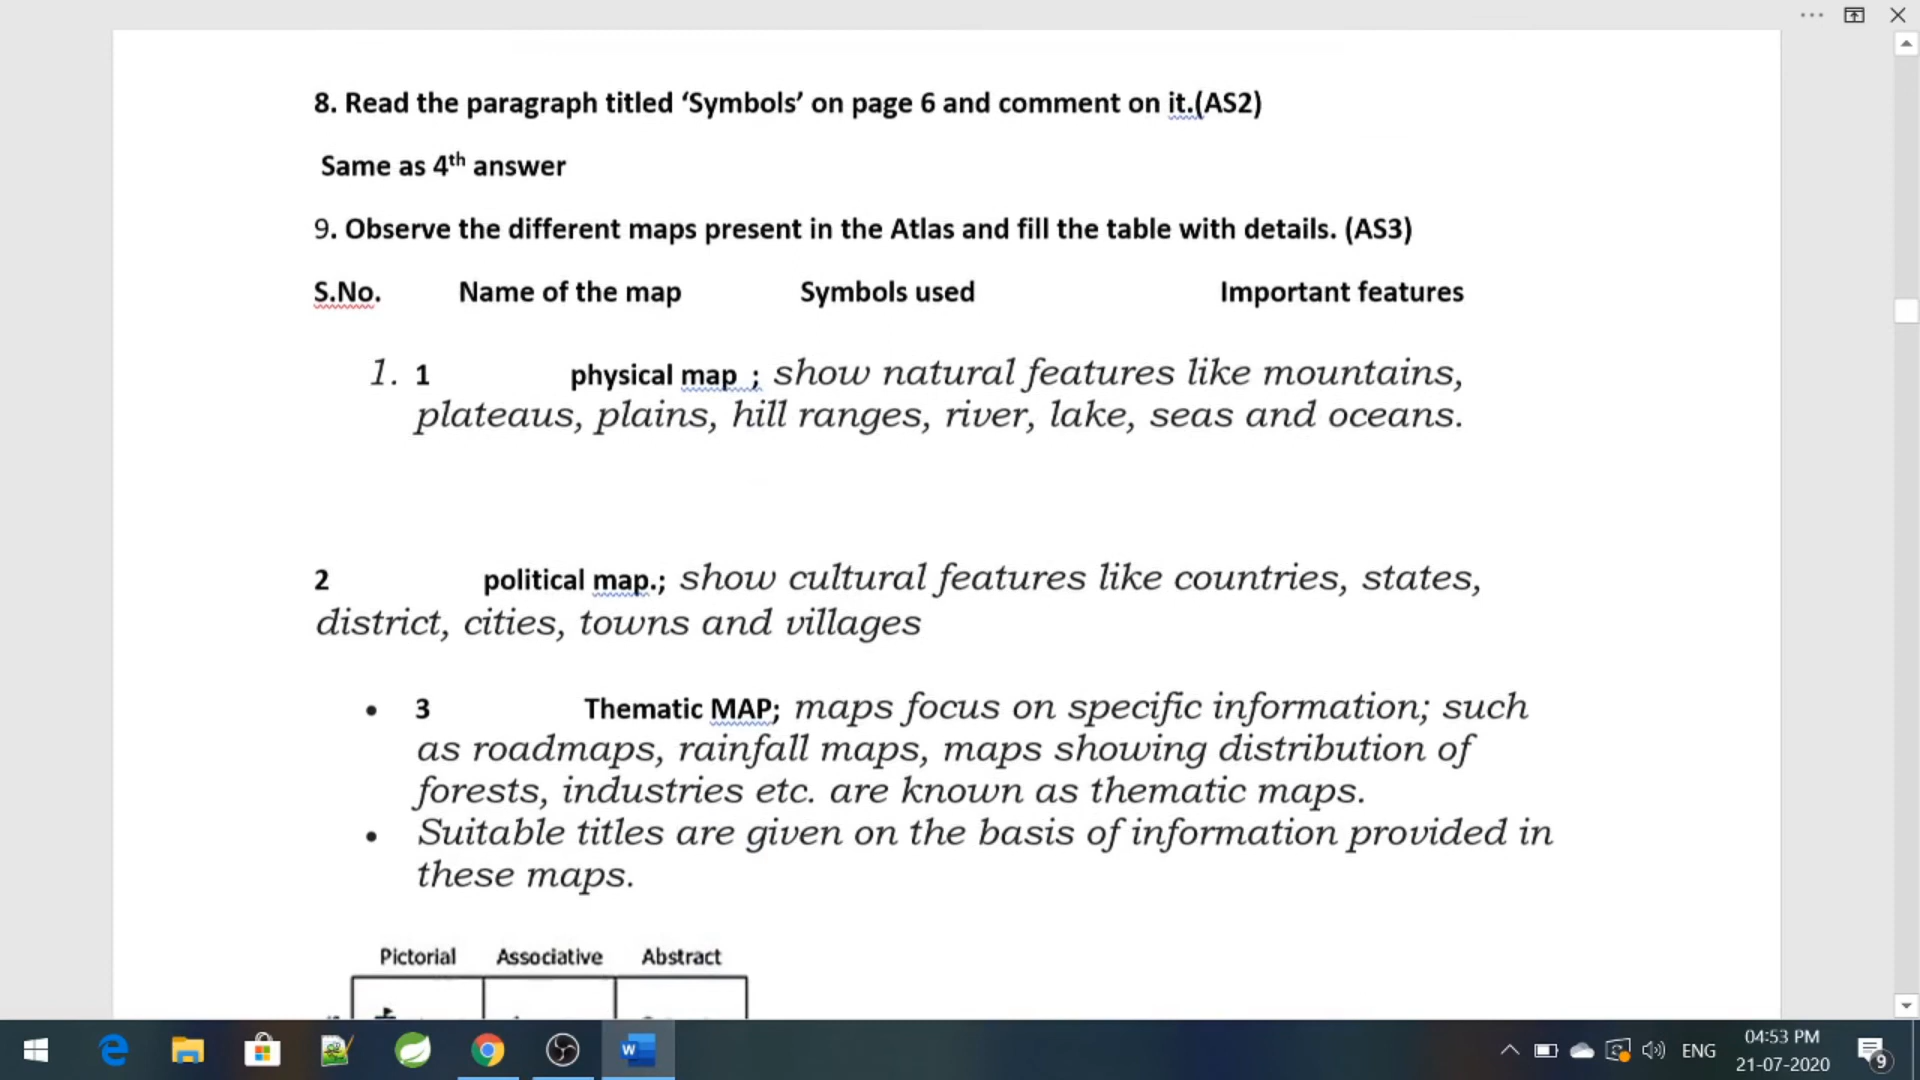 8. Read the paragraph titled ‘Symbols’ on page 6 and comment on it.(AS2)
Same as 4th answer
9. Observe the different maps present in the Atlas and fill the table with details. (AS3)
S.No. Name of the map Symbols used Important features
1. 1 physical map ; show natural features like mountains,
plateaus, plains, hill ranges, river, lake, seas and oceans.
2 political map.; show cultural features like countries, states,
district, cities, towns and villages
• 3 Thematic MAP; maps focus on specific information; such
as roadmaps, rainfall maps, maps showing distribution of
forests, industries etc. are known as thematic maps.
• Suitable titles are given on the basis of information provided in
these maps.
Pictorial Associative Abstract
W
ENG
04:53 PM
21-07-2020
9